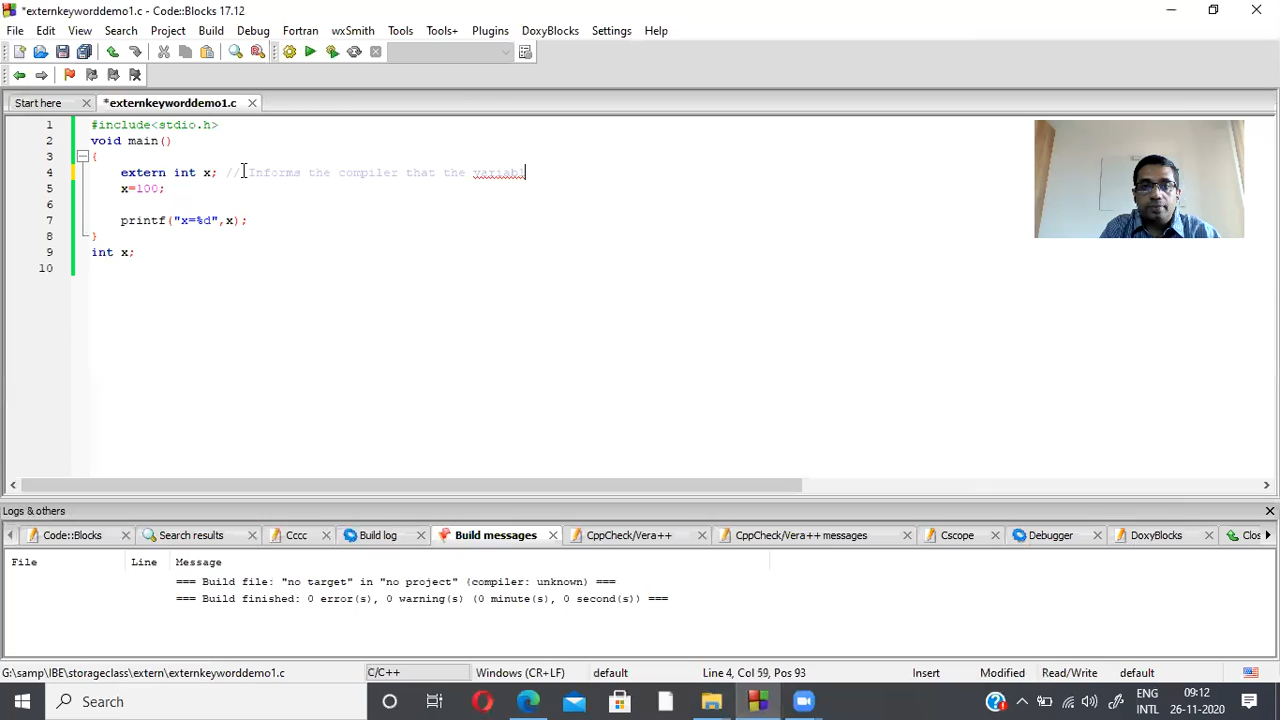 *externkeyworddemo1.c - Code::Blocks 17.12
File Edit View Search Project Build Debug Fortran wxSmith Tools Tools+ Plugins DoxyBlocks Settings Help
Start here *externkeyworddemo1.c
1 #include<stdio.h>
2 void main()
3 {
4 extern int x; // Informs the compiler that the variabl
5 x=100;
6
7 printf("x=%d",x);
8 }
9 int x;
10
Logs & others
Code::Blocks Search results Cccc Build log Build messages CppCheck/Vera++ CppCheck/Vera++ messages Cscope Debugger DoxyBlocks Clos
File Line Message
=== Build file: "no target" in "no project" (compiler: unknown) ===
=== Build finished: 0 error(s), 0 warning(s) (0 minute(s), 0 second(s)) ===
G:\samp\IBE\storageclass\extern\externkeyworddemo1.c C/C++ Windows (CR+LF) default Line 4, Col 59, Pos 93 Insert Modified Read/Write default
Search
ENG 09:12
INTL 26-11-2020